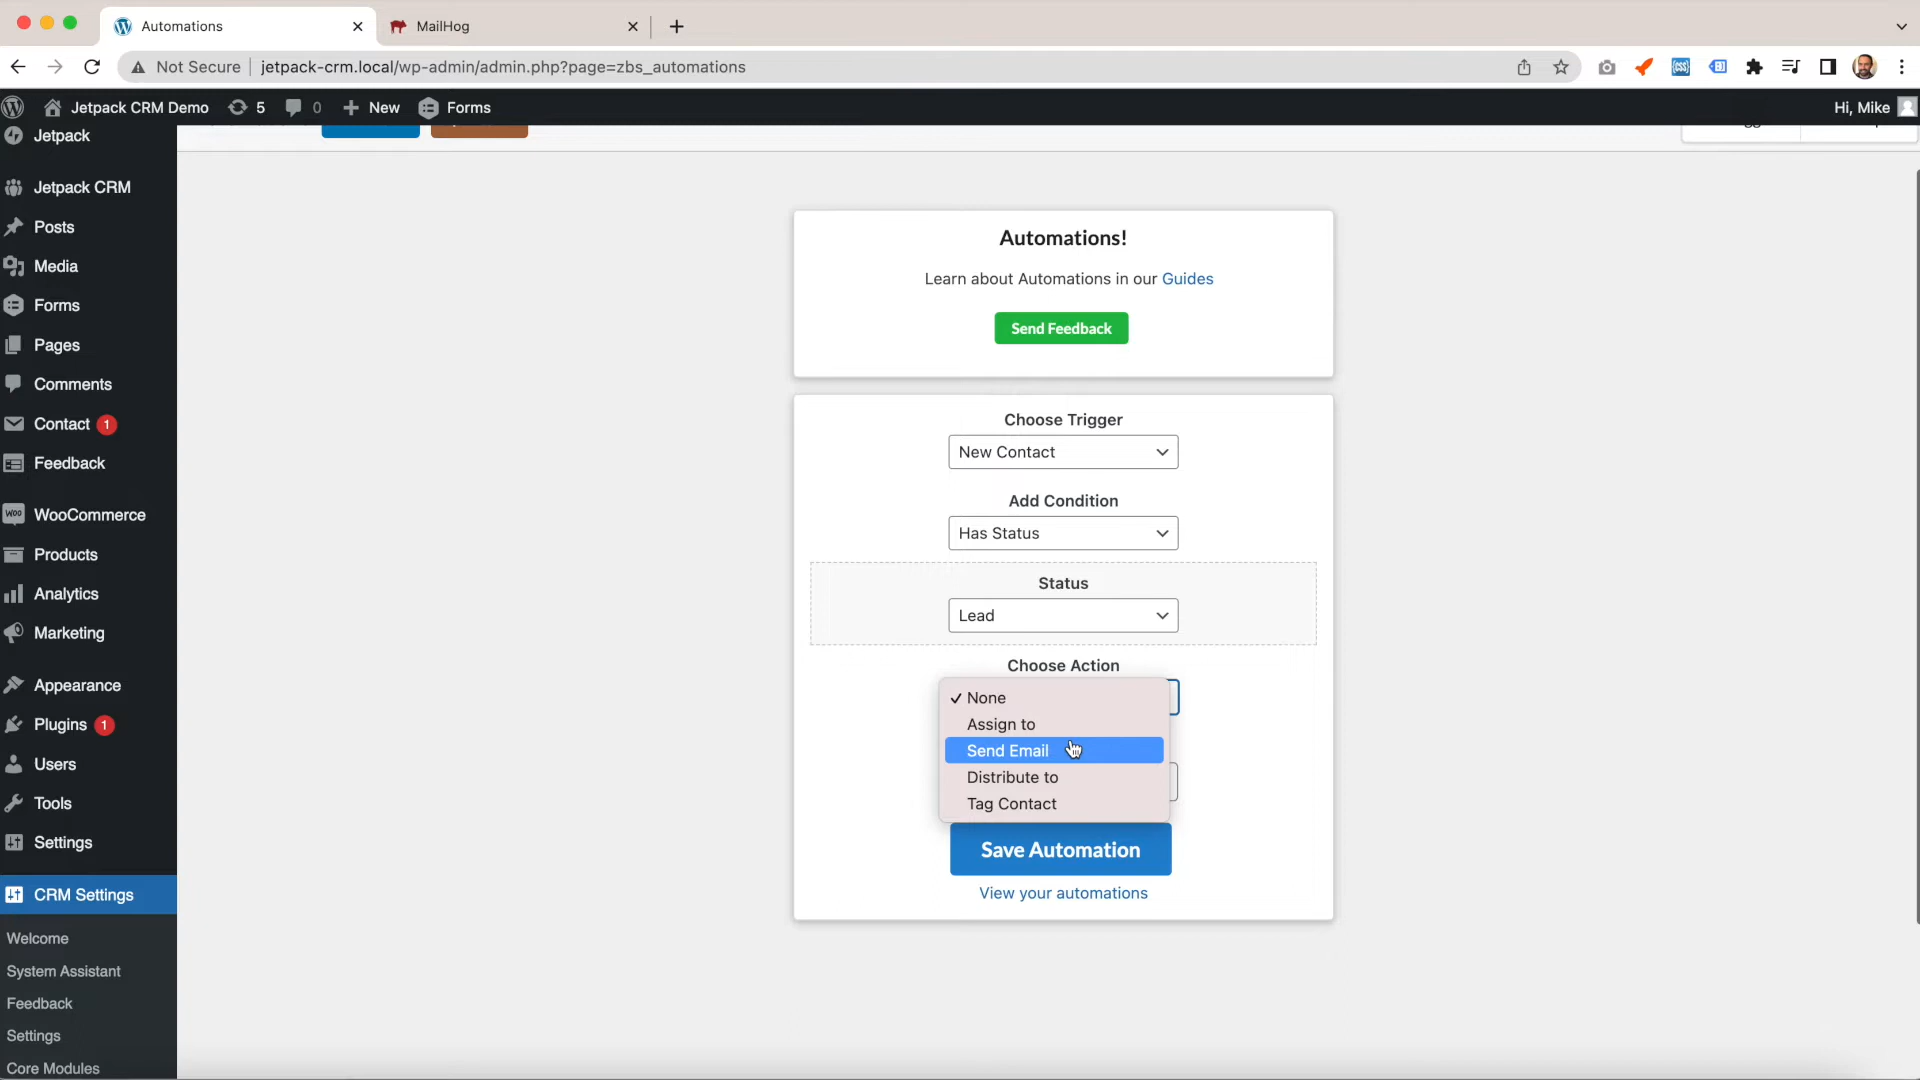 Automations
MailHog
Not Secure
jetpack-crm.local/wp-admin/admin.php?page=zbs_automations
Jetpack CRM Demo
5
0
New
Forms
Hi, Mike
Jetpack
Jetpack CRM
Posts
Media
Forms
Pages
Comments
Contact 1
Feedback
WooCommerce
Products
Analytics
Marketing
Appearance
Plugins 1
Users
Tools
Settings
CRM Settings
Welcome
System Assistant
Feedback
Settings
Core Modules
Automations!
Learn about Automations in our Guides
Send Feedback
Choose Trigger
New Contact
Add Condition
Has Status
Status
Lead
Choose Action
✓ None
Assign to
Send Email
Distribute to
Tag Contact
Save Automation
View your automations